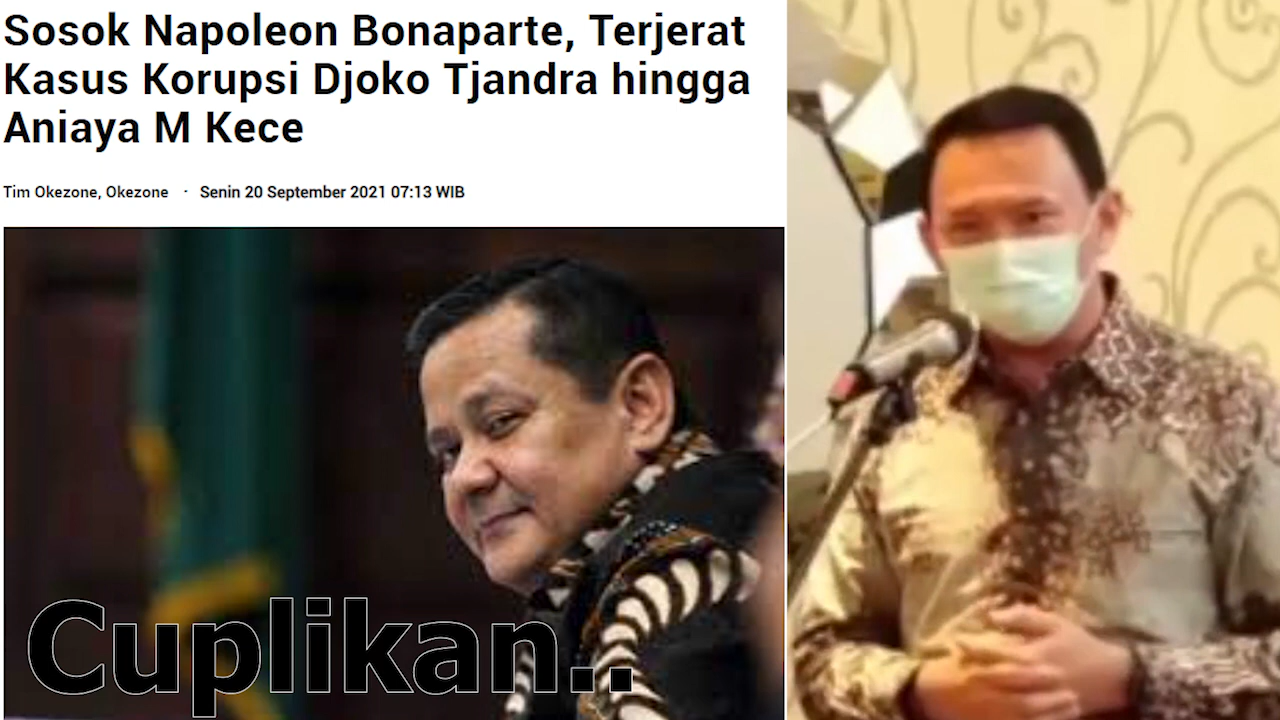 Sosok Napoleon Bonaparte, Terjerat
Kasus Korupsi Djoko Tjandra hingga
Aniaya M Kece
Tim Okezone, Okezone · Senin 20 September 2021 07:13 WIB
Cuplikan..